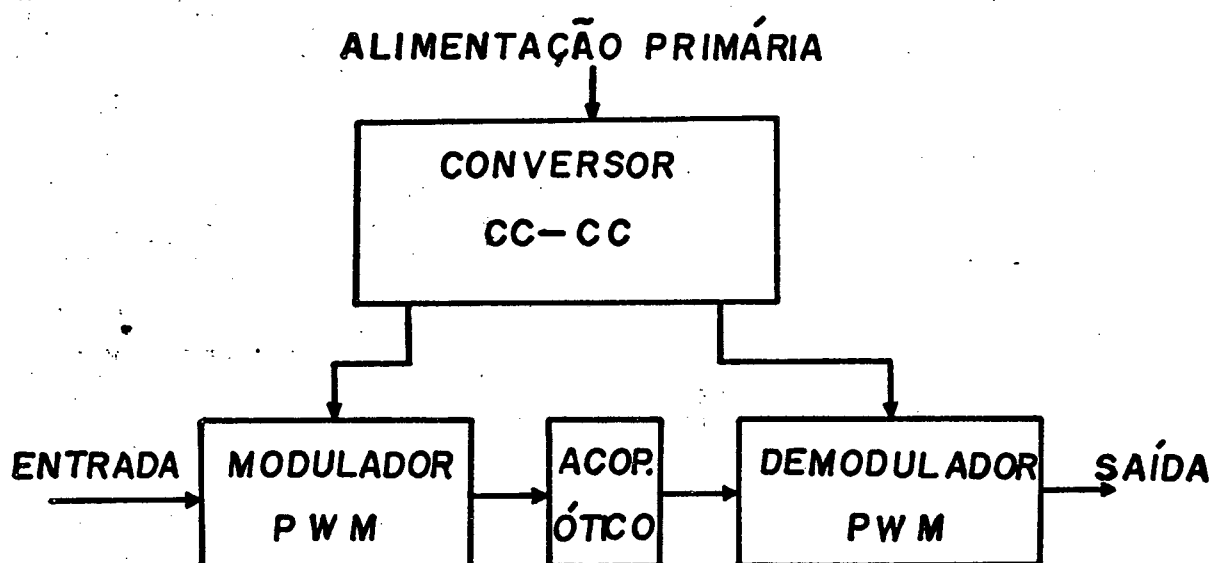 ALIMENTAÇÃO PRIMÁRIA
CONVERSOR
CC-CC
ENTRADA
MODULADOR
PWM
ACOP.
ÓTICO
DEMODULADOR
PWM
SAÍDA